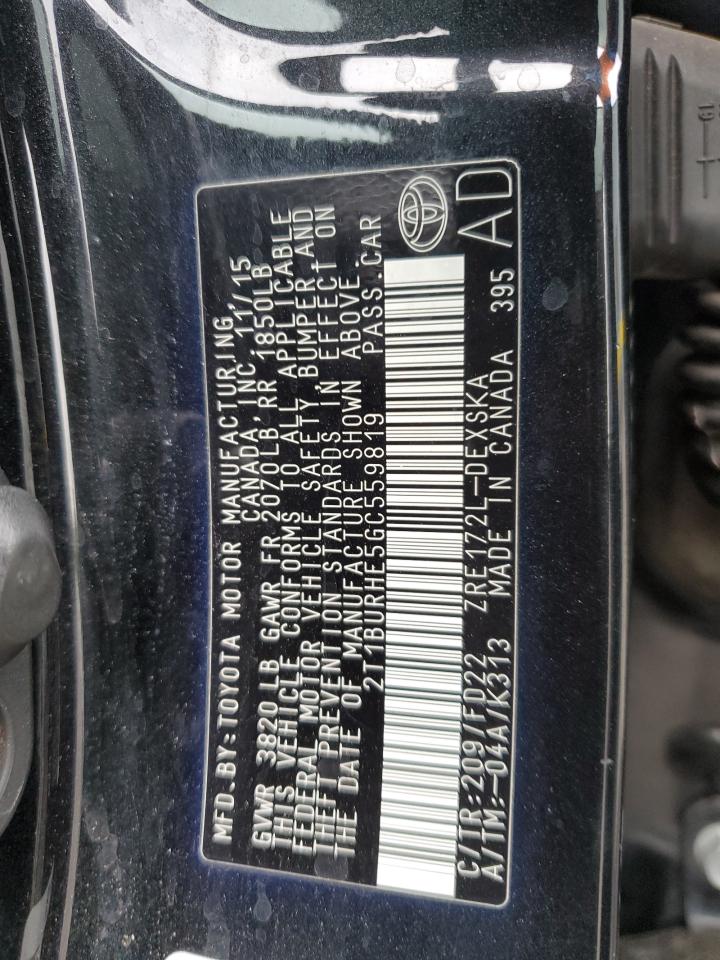 MFD.BY:TOYOTA MOTOR MANUFACTURING,
CANADA, INC. 11/15
GVWR 3820 LB GAWR FR 2070LB RR 1850LB
THIS VEHICLE CONFORMS TO ALL APPLICABLE
FEDERAL MOTOR VEHICLE SAFETY, BUMPER, AND
THEFT PREVENTION STANDARDS IN EFFECT ON
THE DATE OF MANUFACTURE SHOWN ABOVE.
2T1BURHE5GC559819 PASS.CAR
C/TR:209/FD22 ZRE172L-DEXSKA
A/TM:-04A/K313 MADE IN CANADA 395
AD